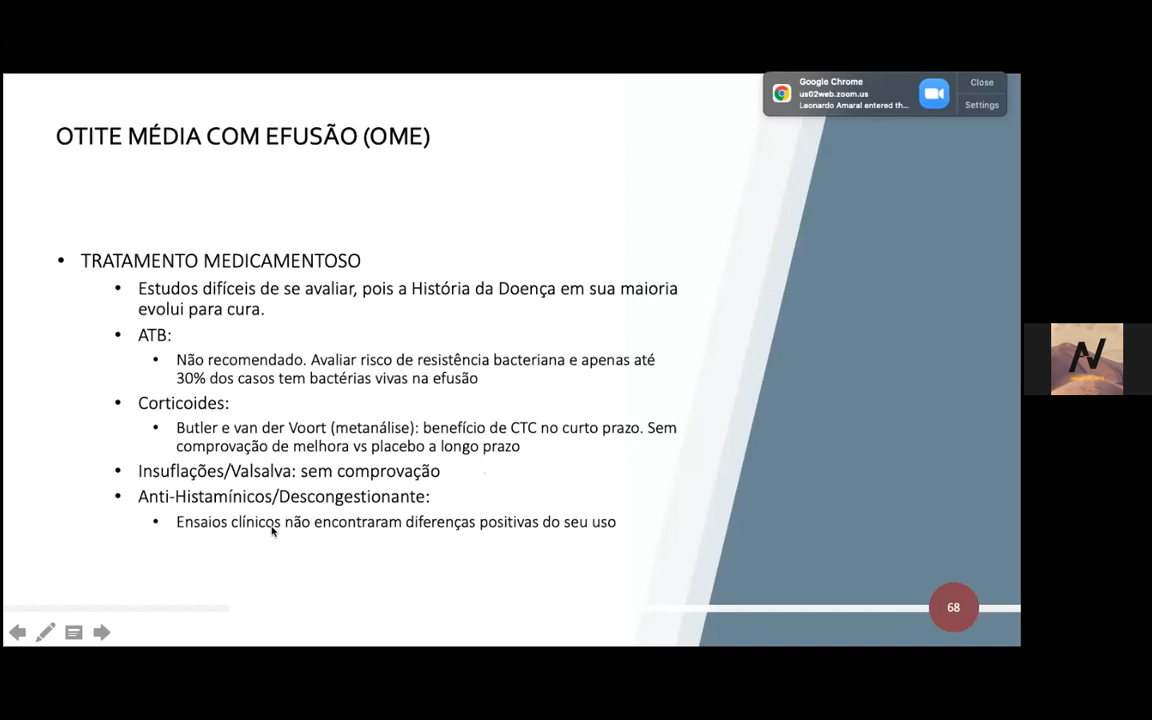 Google Chrome
us02web.zoom.us
Leonardo Amaral entered th...
Close
Settings
OTITE MÉDIA COM EFUSÃO (OME)
• TRATAMENTO MEDICAMENTOSO
• Estudos difíceis de se avaliar, pois a História da Doença em sua maioria
evolui para cura.
• ATB:
• Não recomendado. Avaliar risco de resistência bacteriana e apenas até
30% dos casos tem bactérias vivas na efusão
• Corticoides:
• Butler e van der Voort (metanálise): benefício de CTC no curto prazo. Sem
comprovação de melhora vs placebo a longo prazo
• Insuflações/Valsalva: sem comprovação
• Anti-Histamínicos/Descongestionante:
• Ensaios clínicos não encontraram diferenças positivas do seu uso
68